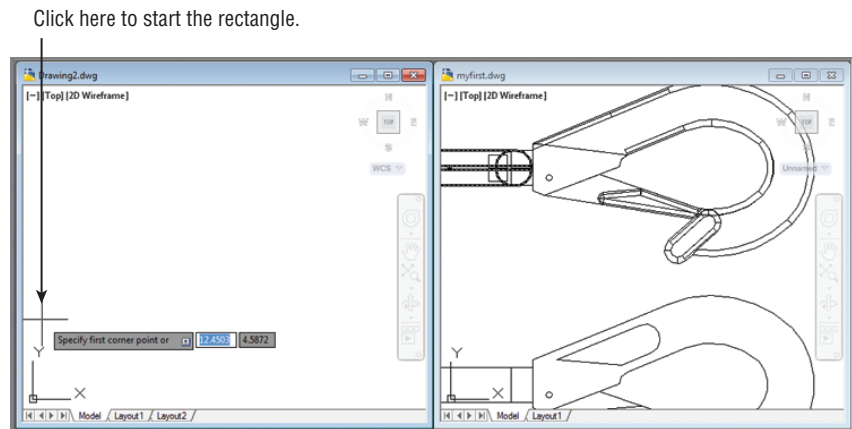 Click here to start the rectangle.
Drawing2.dwg
myfirst.dwg
[−] [Top] [2D Wireframe]
[−] [Top] [2D Wireframe]
N
W TOP E
S
WCS
N
W TOP E
S
Unnamed
Specify first corner point or 12.4503 4.5872
Y
X
Y
X
Model Layout1 Layout2
Model Layout1